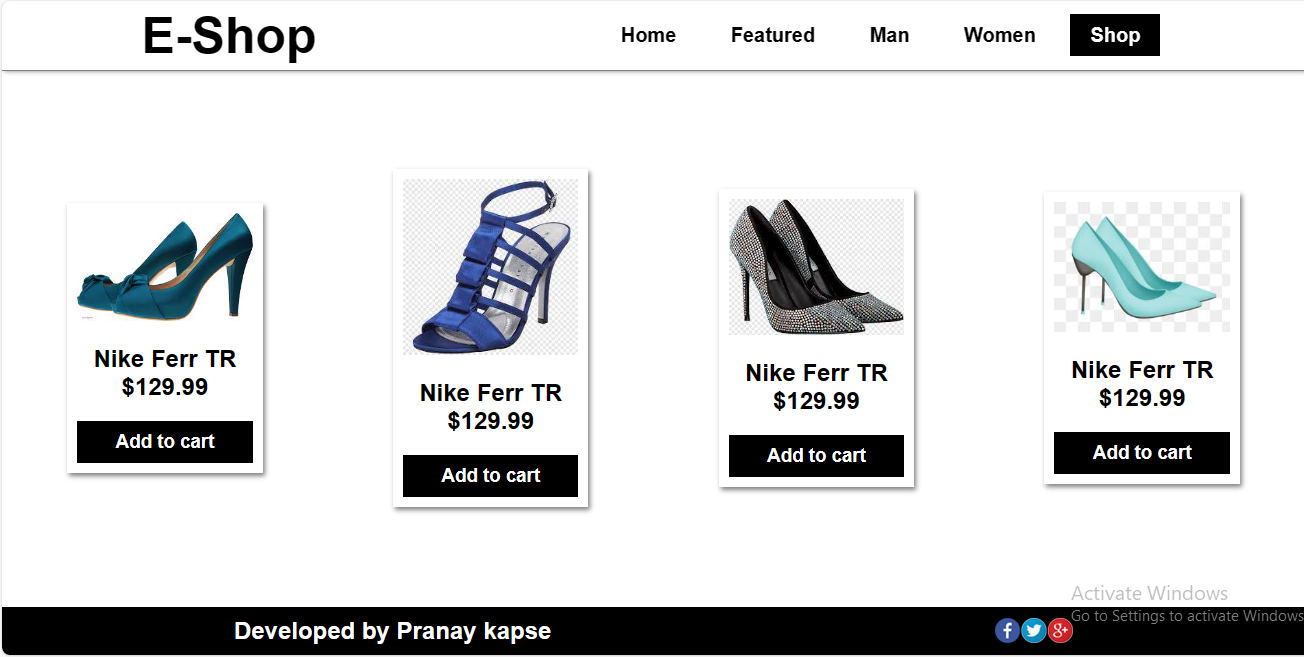 E-Shop
Home
Featured
Man
Women
Shop
Nike Ferr TR
$129.99
Add to cart
Nike Ferr TR
$129.99
Add to cart
Nike Ferr TR
$129.99
Add to cart
Nike Ferr TR
$129.99
Add to cart
Activate Windows
Go to Settings to activate Windows
Developed by Pranay kapse